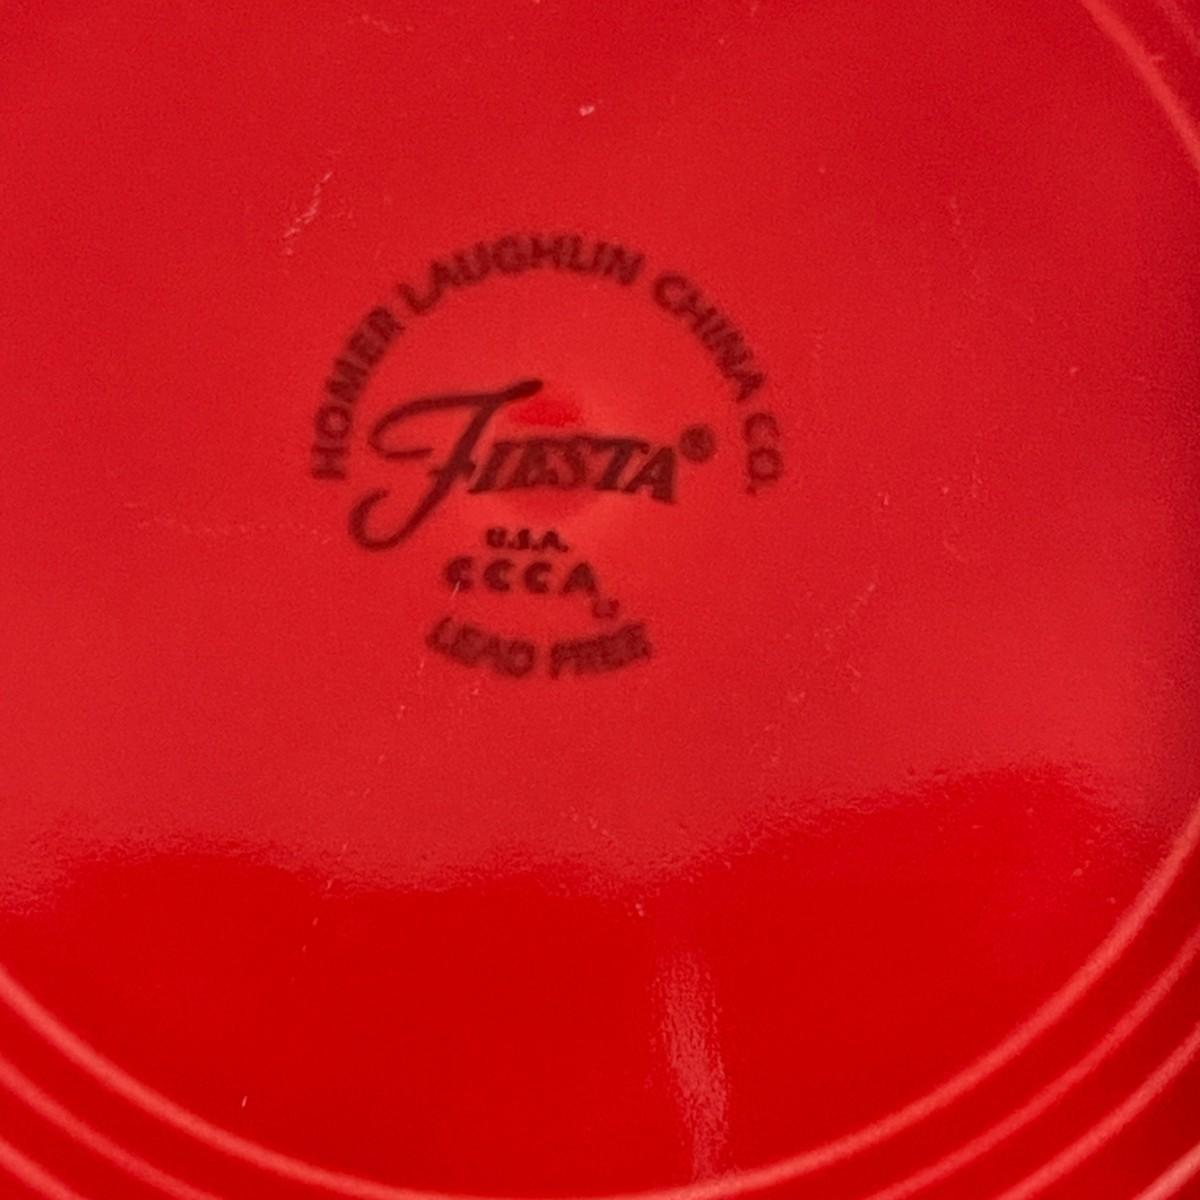 HOMER LAUGHLIN CHINA CO.
FIESTA®
U.S.A.
CCCA
LEAD FREE